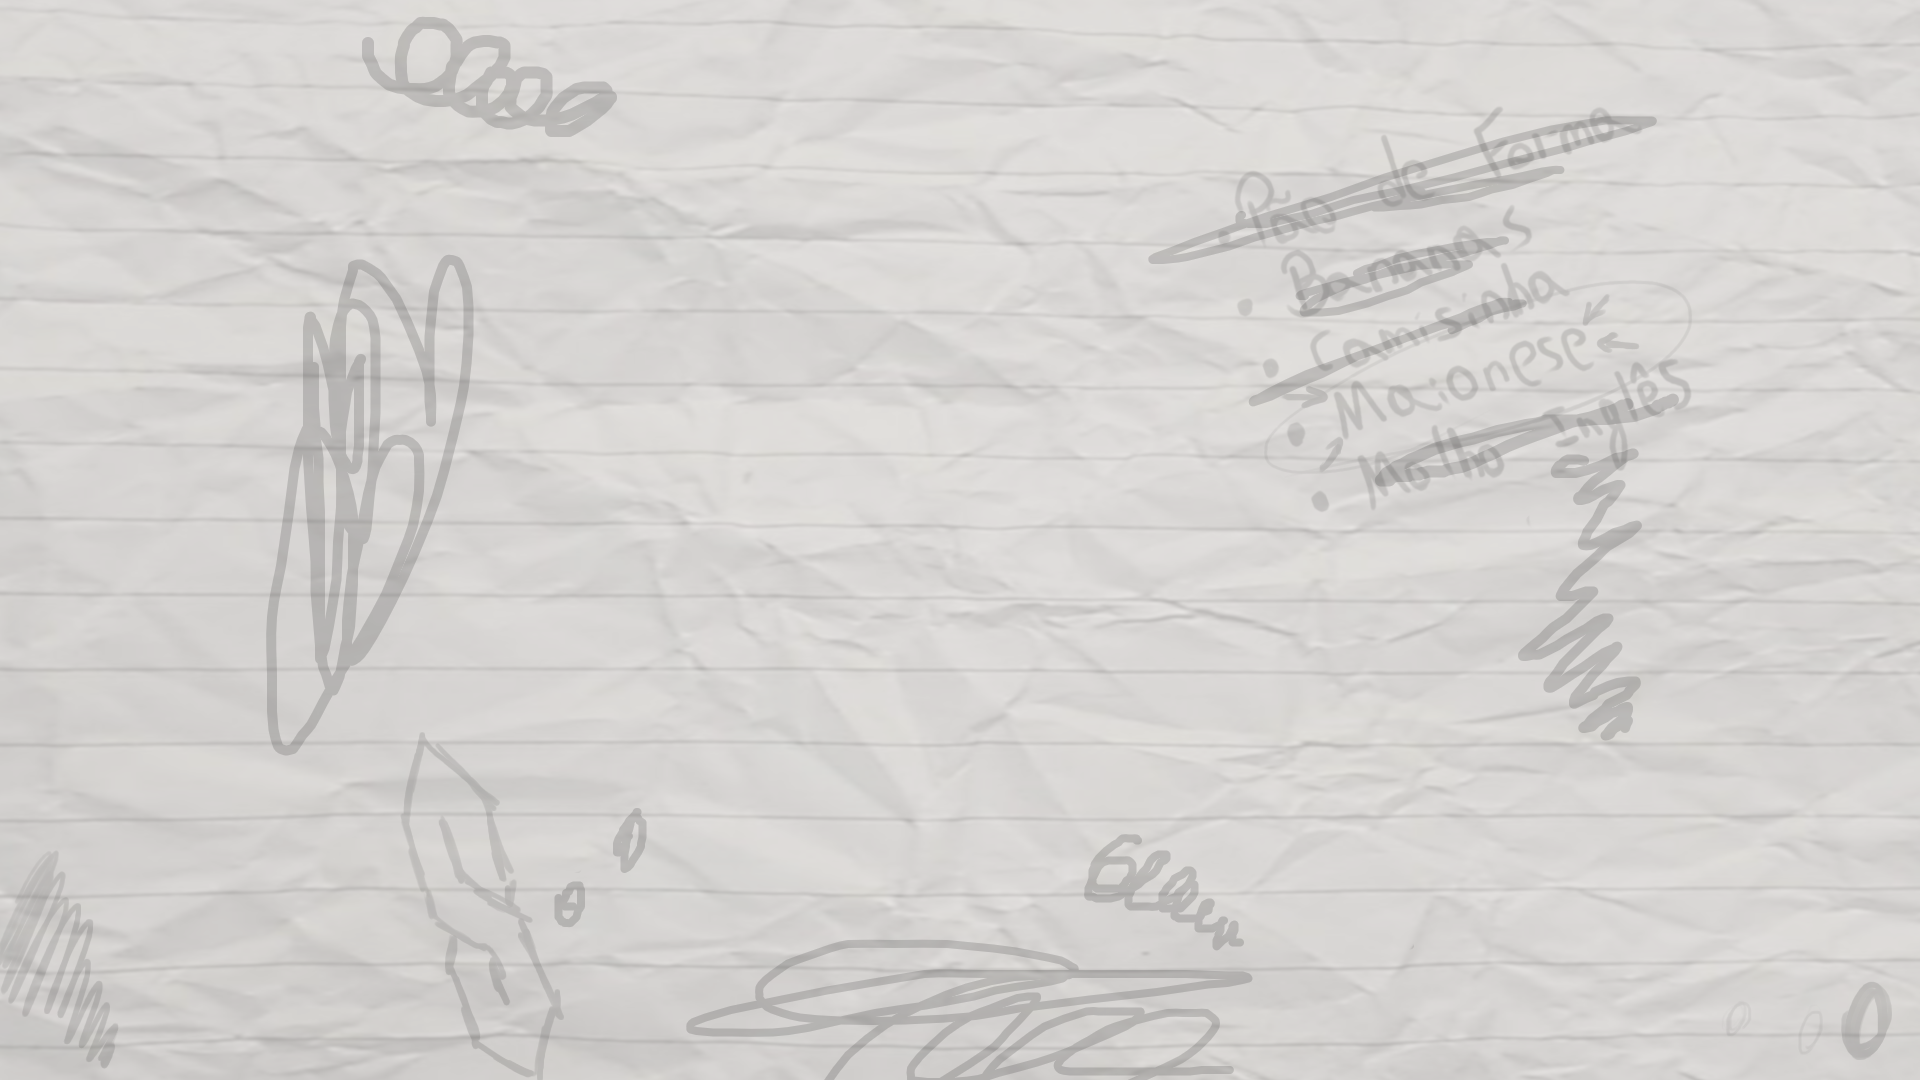 • Pão de Forma
• Bananas
• Camisinha
• Maionese
• Molho Inglês